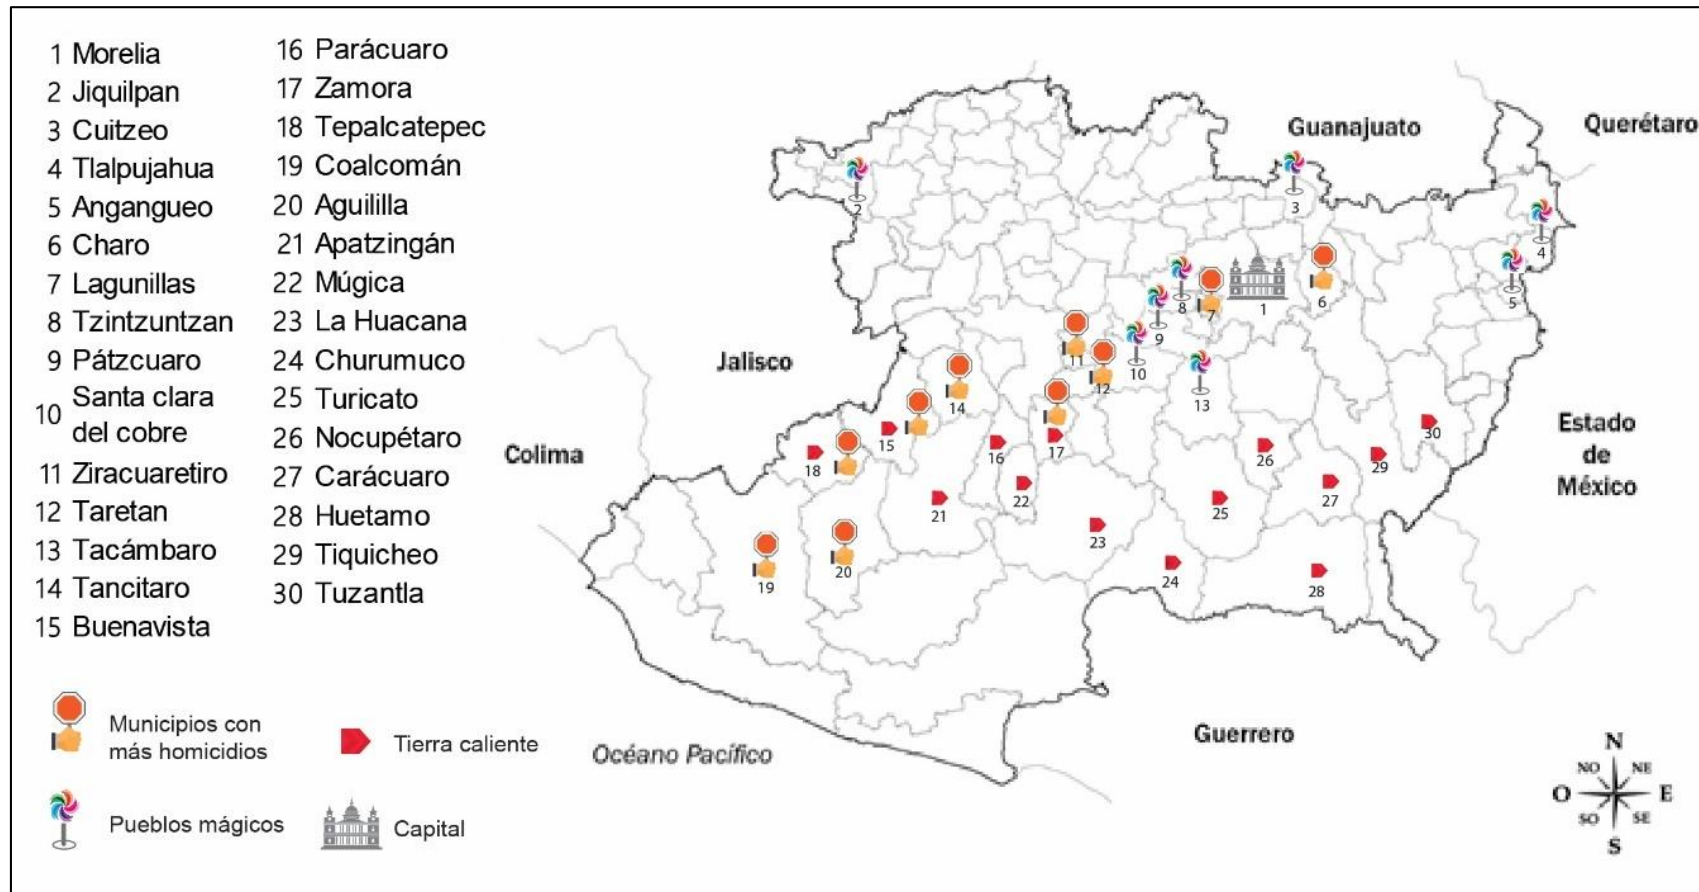 1 Morelia
2 Jiquilpan
3 Cuitzeo
4 Tlalpujahua
5 Angangueo
6 Charo
7 Lagunillas
8 Tzintzuntzan
9 Pátzcuaro
10 Santa clara
del cobre
11 Ziracuaretiro
12 Taretan
13 Tacámbaro
14 Tancitaro
15 Buenavista
16 Parácuaro
17 Zamora
18 Tepalcatepec
19 Coalcomán
20 Aguililla
21 Apatzingán
22 Múgica
23 La Huacana
24 Churumuco
25 Turicato
26 Nocupétaro
27 Carácuaro
28 Huetamo
29 Tiquicheo
30 Tuzantla
Municipios con
más homicidios
Tierra caliente
Pueblos mágicos
Capital
Guanajuato
Querétaro
Jalisco
Colima
Estado
de
México
Guerrero
Océano Pacífico
2
3
4
5
6
1
7
8
9
10
11
12
13
14
15
16
17
18
19
20
21
22
23
24
25
26
27
28
29
30
N
NO NE
O E
SO SE
S